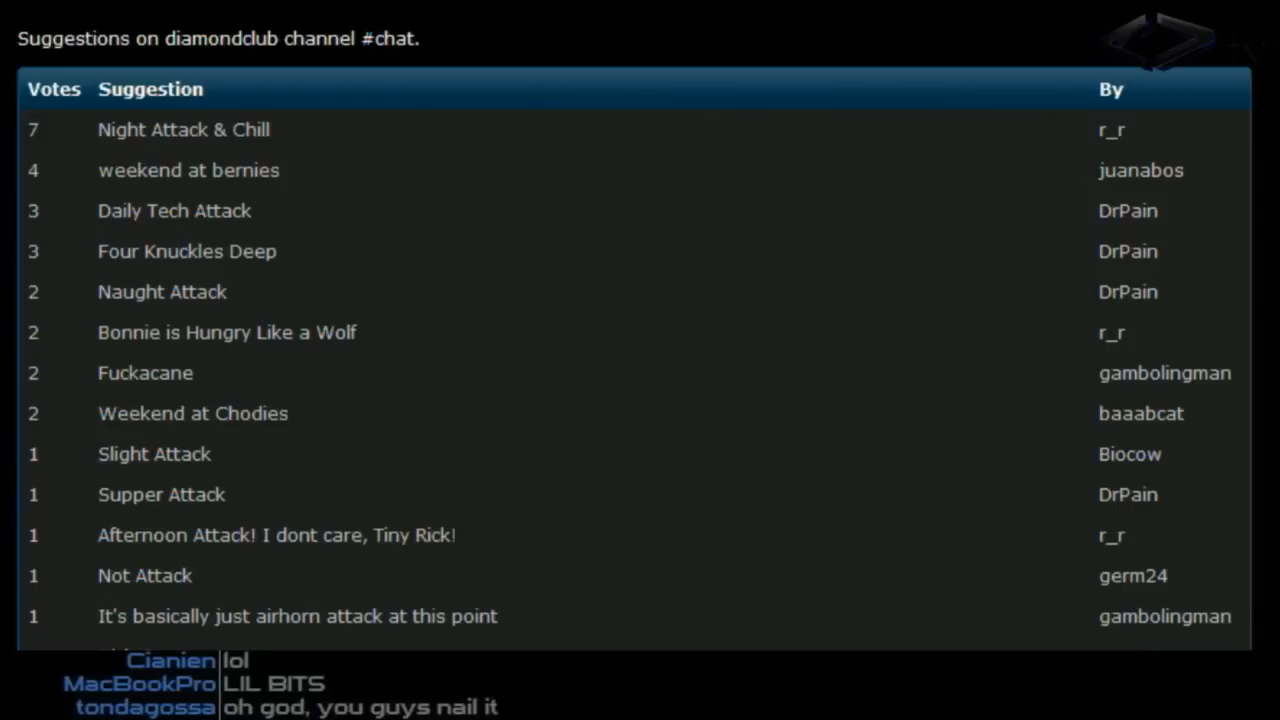 Suggestions on diamondclub channel #chat.
Votes Suggestion By
7 Night Attack & Chill r_r
4 weekend at bernies juanabos
3 Daily Tech Attack DrPain
3 Four Knuckles Deep DrPain
2 Naught Attack DrPain
2 Bonnie is Hungry Like a Wolf r_r
2 Fuckacane gambolingman
2 Weekend at Chodies baaabcat
1 Slight Attack Biocow
1 Supper Attack DrPain
1 Afternoon Attack! I dont care, Tiny Rick! r_r
1 Not Attack germ24
1 It's basically just airhorn attack at this point gambolingman
Cianien lol
MacBookPro LIL BITS
tondagossa oh god, you guys nail it